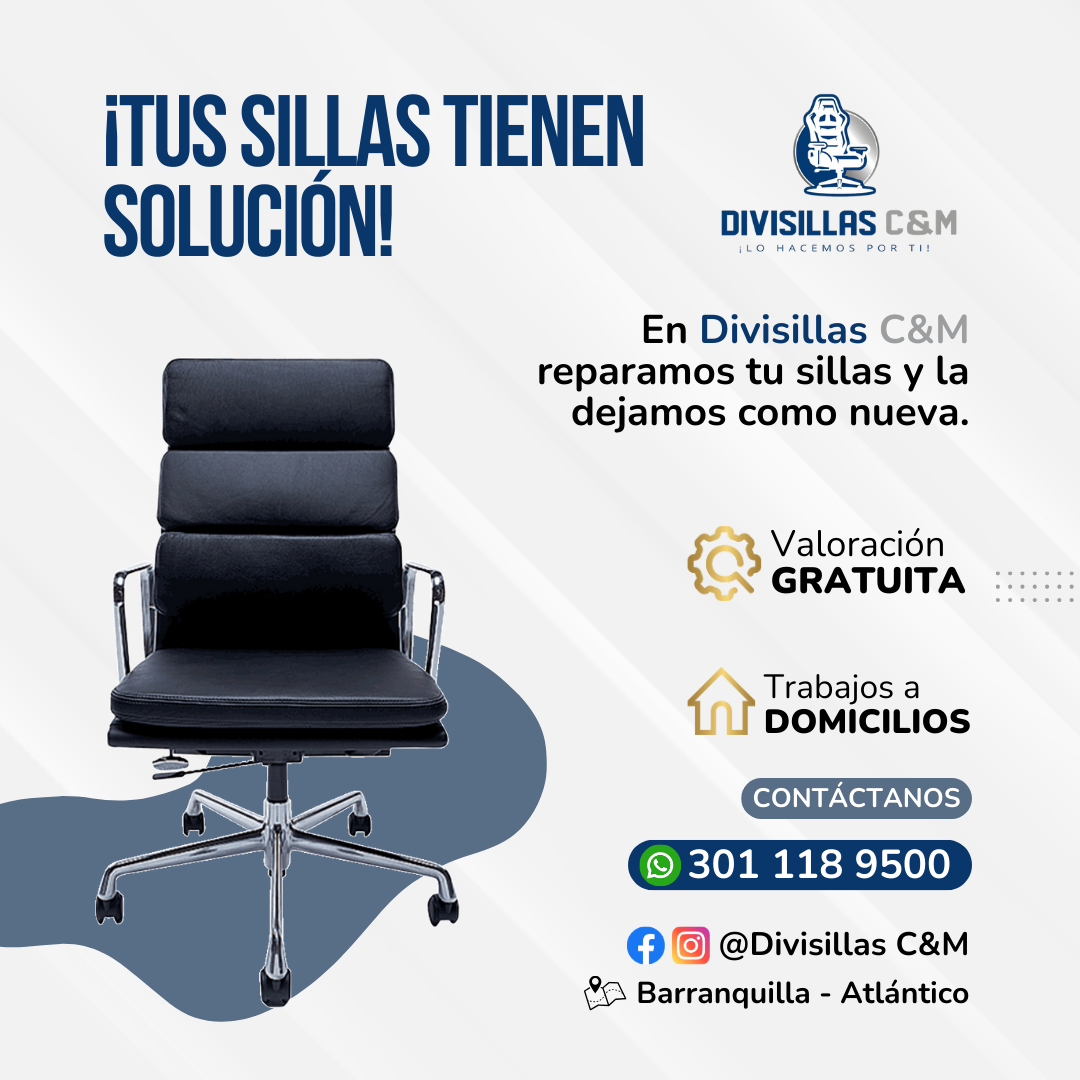 ¡TUS SILLAS TIENEN
SOLUCIÓN!
DIVISILLAS C&M
¡LO HACEMOS POR TI!
En Divisillas C&M
reparamos tu sillas y la
dejamos como nueva.
Valoración
GRATUITA
Trabajos a
DOMICILIOS
CONTÁCTANOS
301 118 9500
@Divisillas C&M
Barranquilla - Atlántico